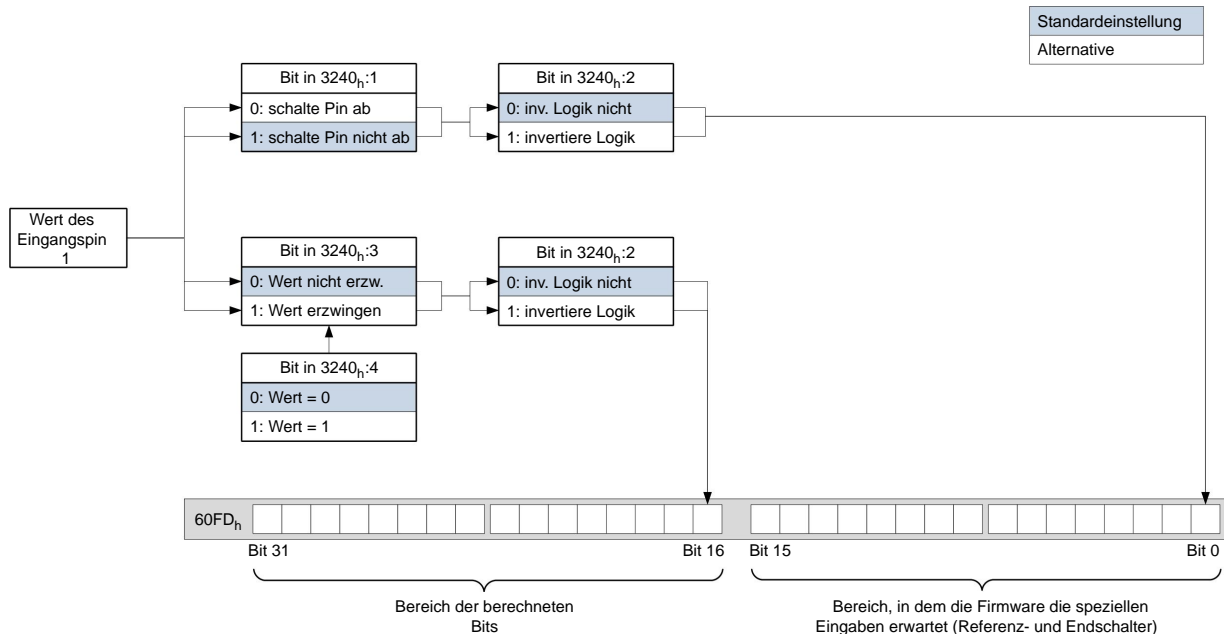 Standardeinstellung
Alternative
Bit in 3240h:1
0: schalte Pin ab
1: schalte Pin nicht ab
Bit in 3240h:2
0: inv. Logik nicht
1: invertiere Logik
Wert des
Eingangspin
1
Bit in 3240h:3
0: Wert nicht erzw.
1: Wert erzwingen
Bit in 3240h:2
0: inv. Logik nicht
1: invertiere Logik
Bit in 3240h:4
0: Wert = 0
1: Wert = 1
60FDh
Bit 31
Bit 16
Bit 15
Bit 0
Bereich der berechneten
Bits
Bereich, in dem die Firmware die speziellen
Eingaben erwartet (Referenz- und Endschalter)